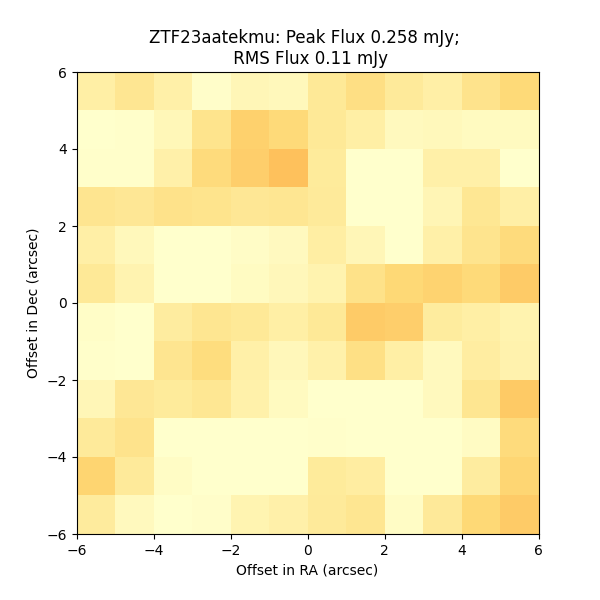 ZTF23aatekmu: Peak Flux 0.258 mJy;
RMS Flux 0.11 mJy
6
4
2
0
−2
−4
−6
Offset in Dec (arcsec)
−6 −4 −2 0 2 4 6
Offset in RA (arcsec)